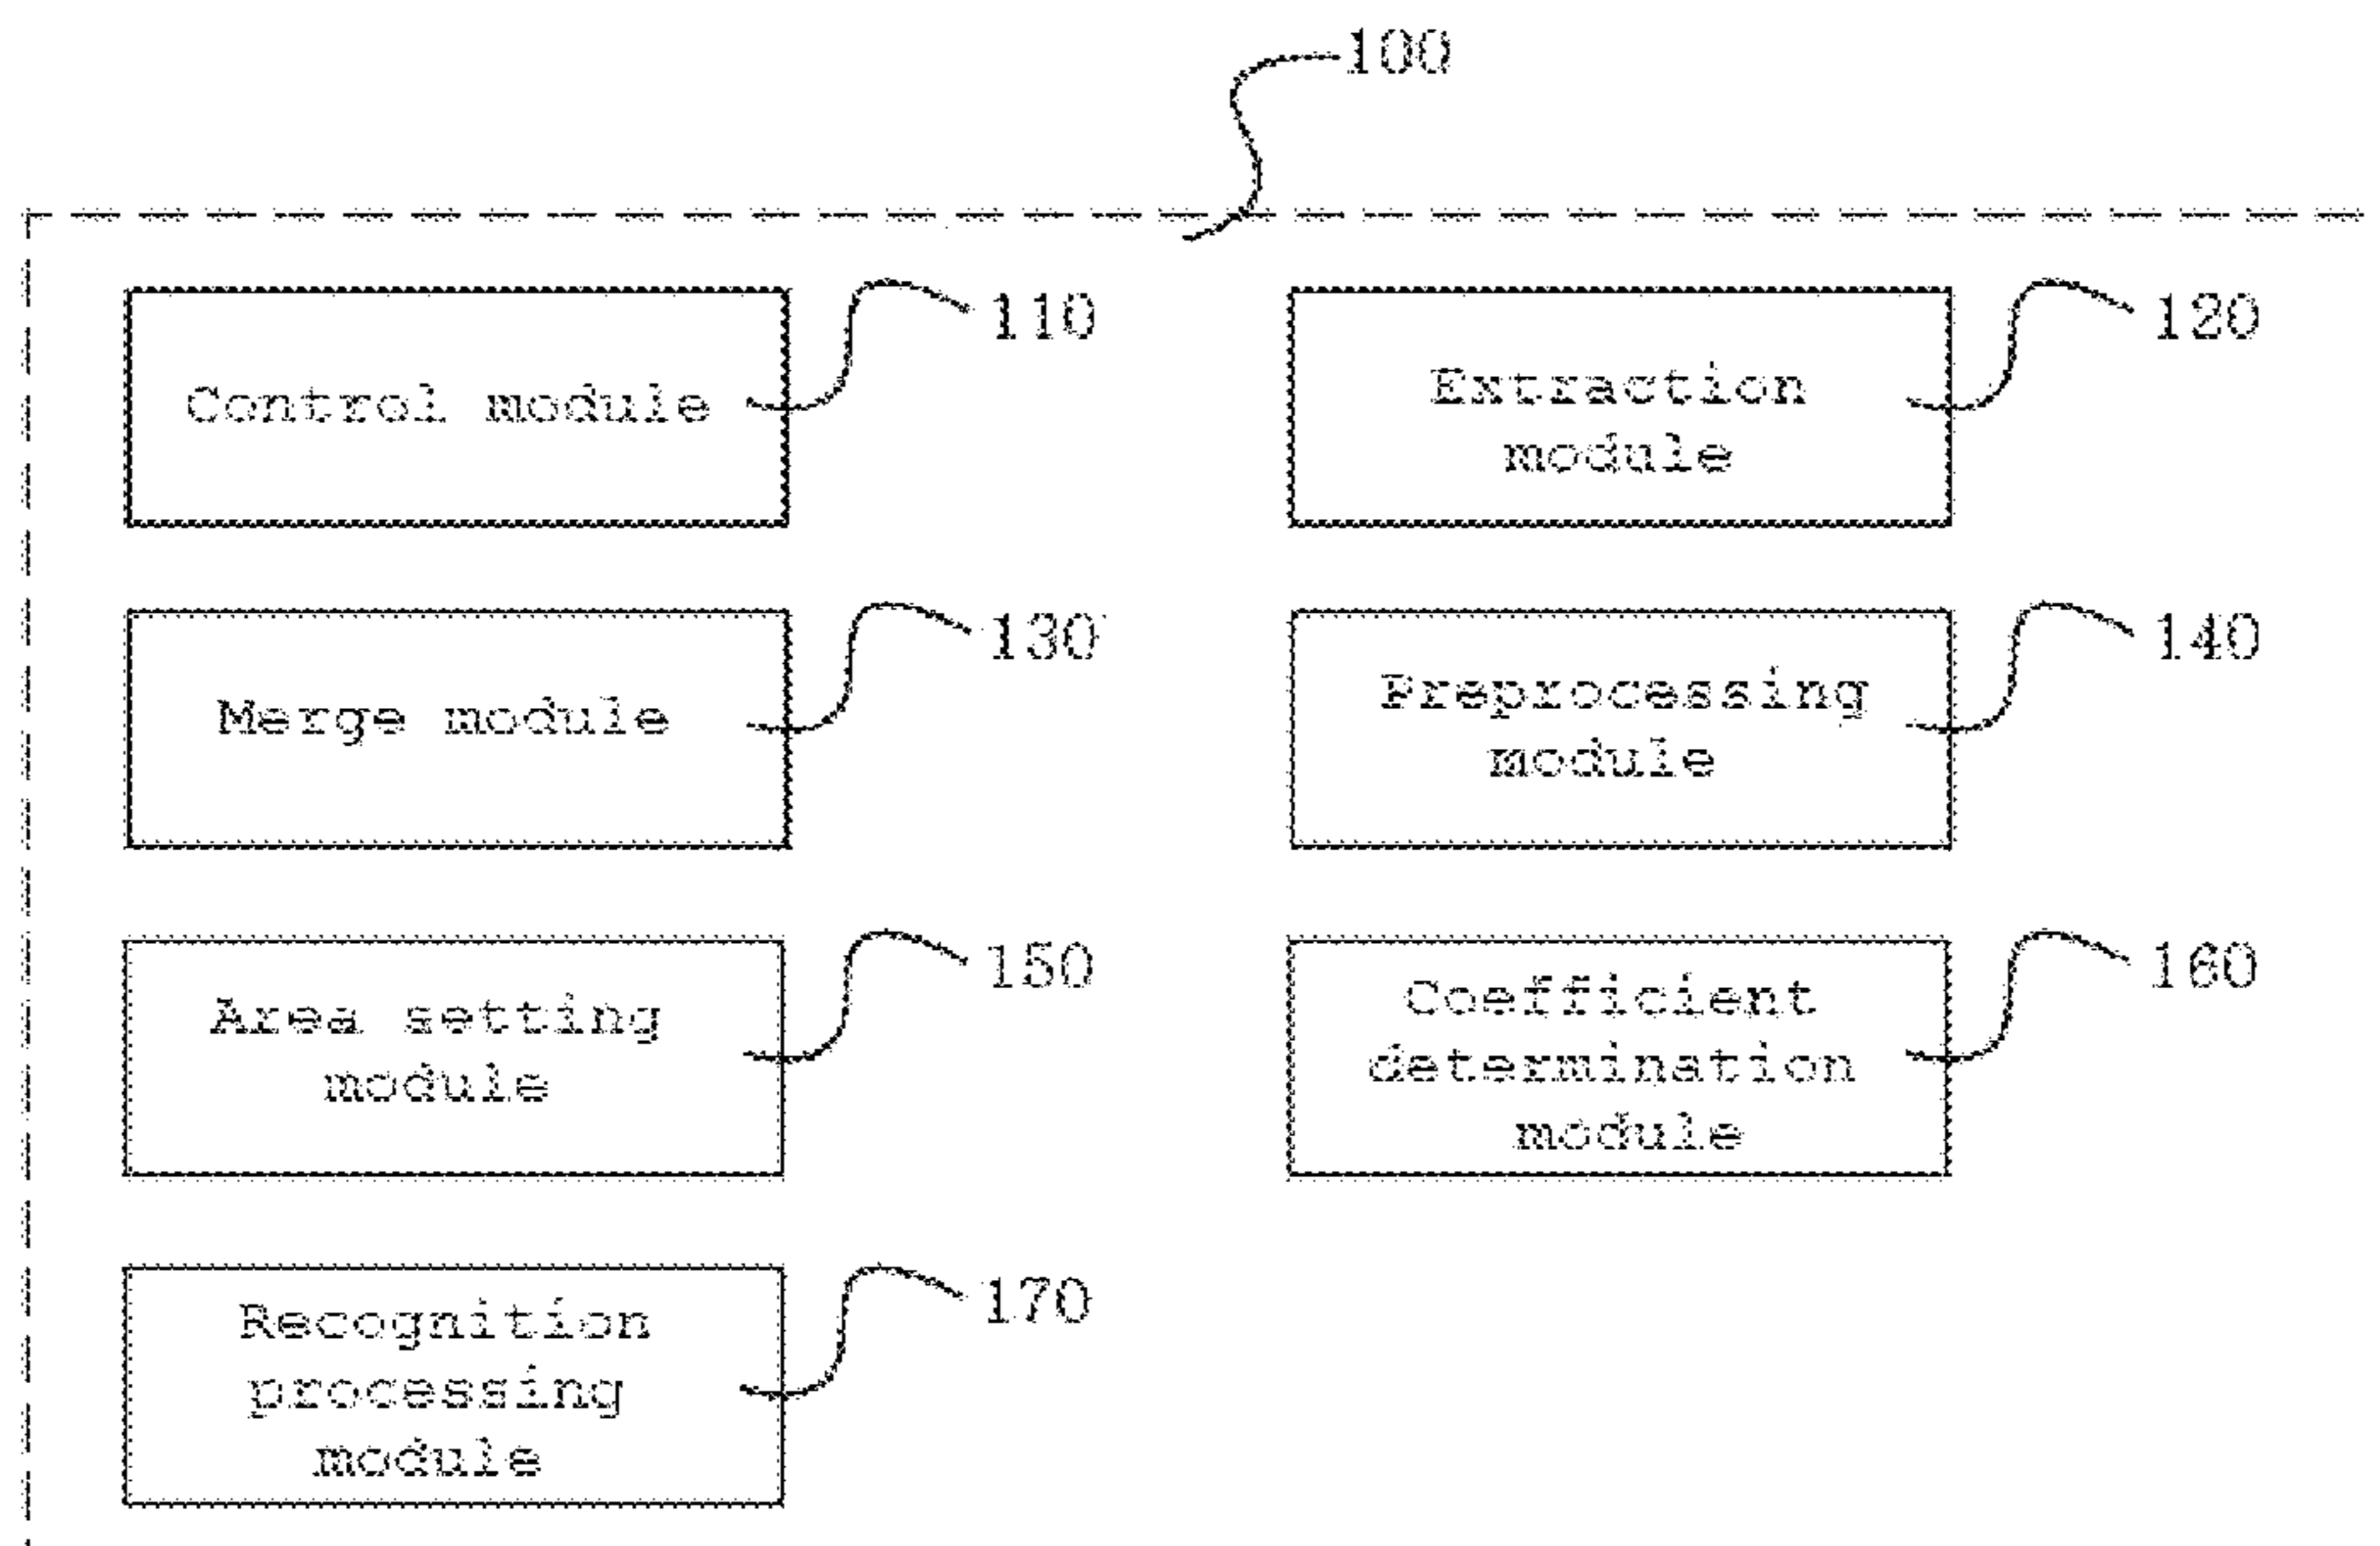 100
Control module
110
Extraction
module
120
Merge module
130
Preprocessing
module
140
Area setting
module
150
Coefficient
determination
module
160
Recognition
processing
module
170